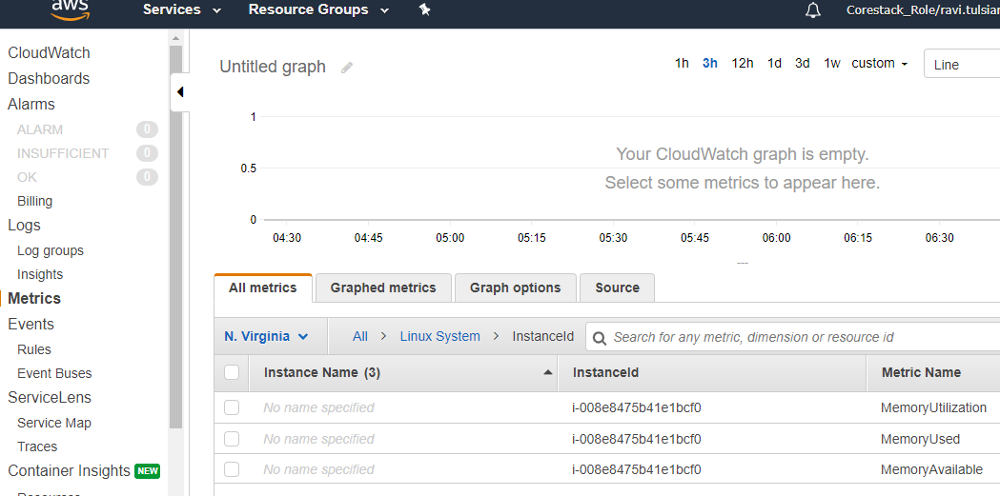 aws Services Resource Groups Corestack_Role/ravi.tulsian
CloudWatch
Dashboards
Alarms
ALARM 0
INSUFFICIENT 0
OK 0
Billing
Logs
Log groups
Insights
Metrics
Events
Rules
Event Buses
ServiceLens
Service Map
Traces
Container Insights NEW
Resources
Untitled graph
1h 3h 12h 1d 3d 1w custom Line
1
0.5
0
Your CloudWatch graph is empty.
Select some metrics to appear here.
04:30 04:45 05:00 05:15 05:30 05:45 06:00 06:15 06:30
All metrics Graphed metrics Graph options Source
N. Virginia All > Linux System > InstanceId Search for any metric, dimension or resource id
Instance Name (3) InstanceId Metric Name
No name specified i-008e8475b41e1bcf0 MemoryUtilization
No name specified i-008e8475b41e1bcf0 MemoryUsed
No name specified i-008e8475b41e1bcf0 MemoryAvailable